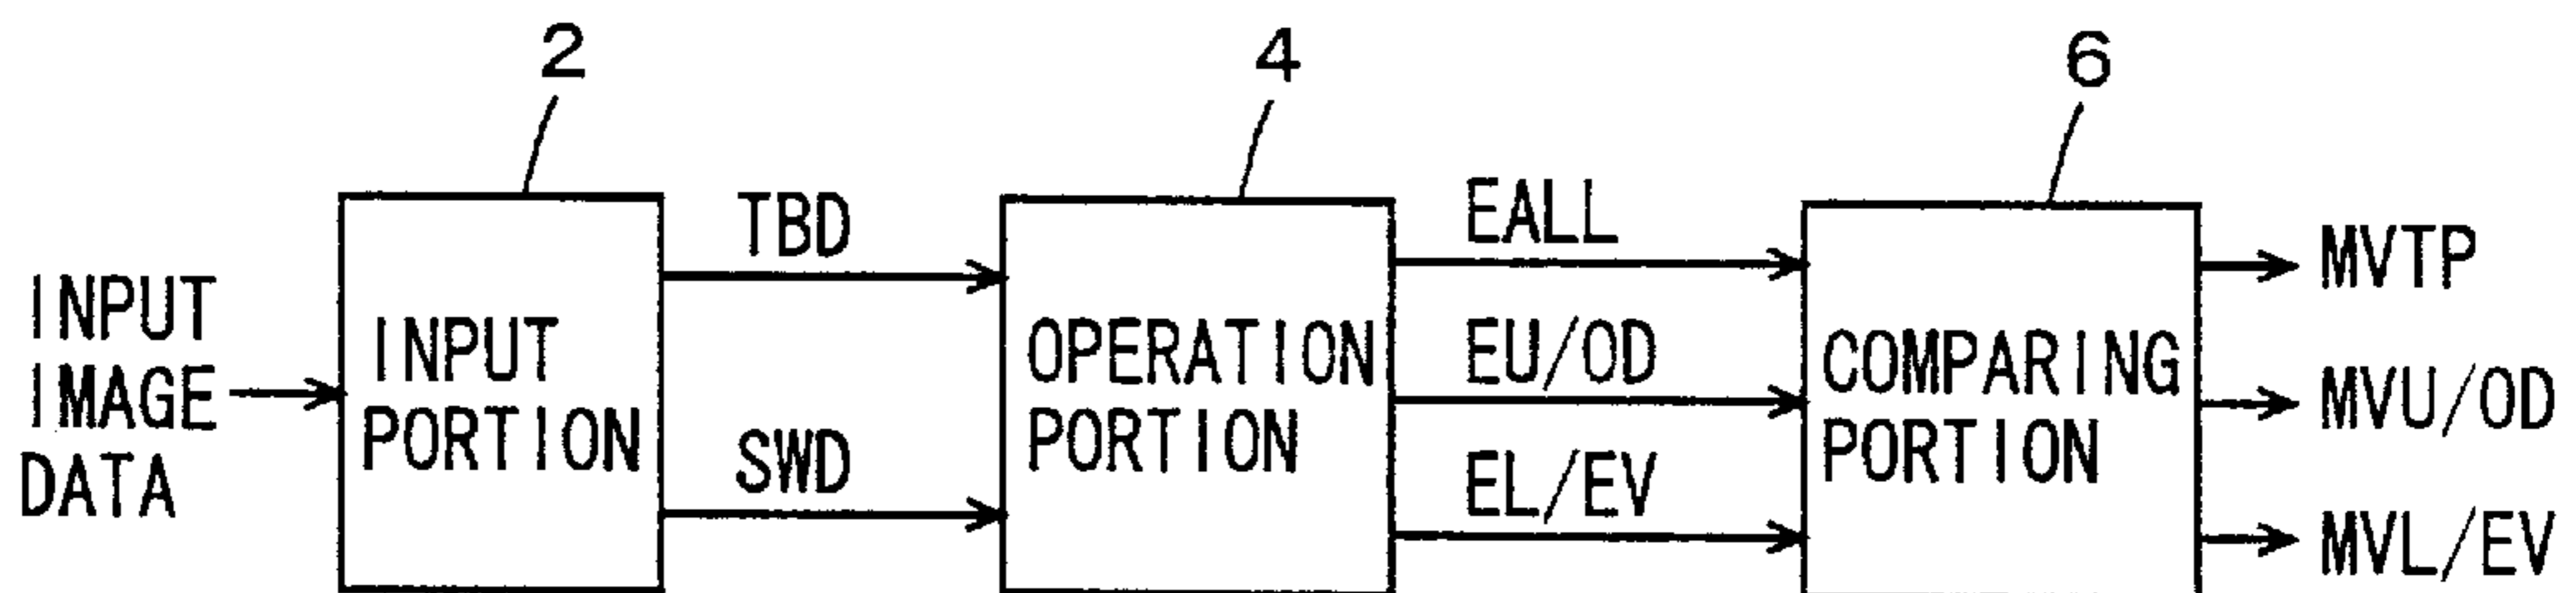 2
4
6
INPUT
IMAGE
DATA
INPUT
PORTION
TBD
SWD
OPERATION
PORTION
EALL
EU/OD
EL/EV
COMPARING
PORTION
MVTP
MVU/OD
MVL/EV